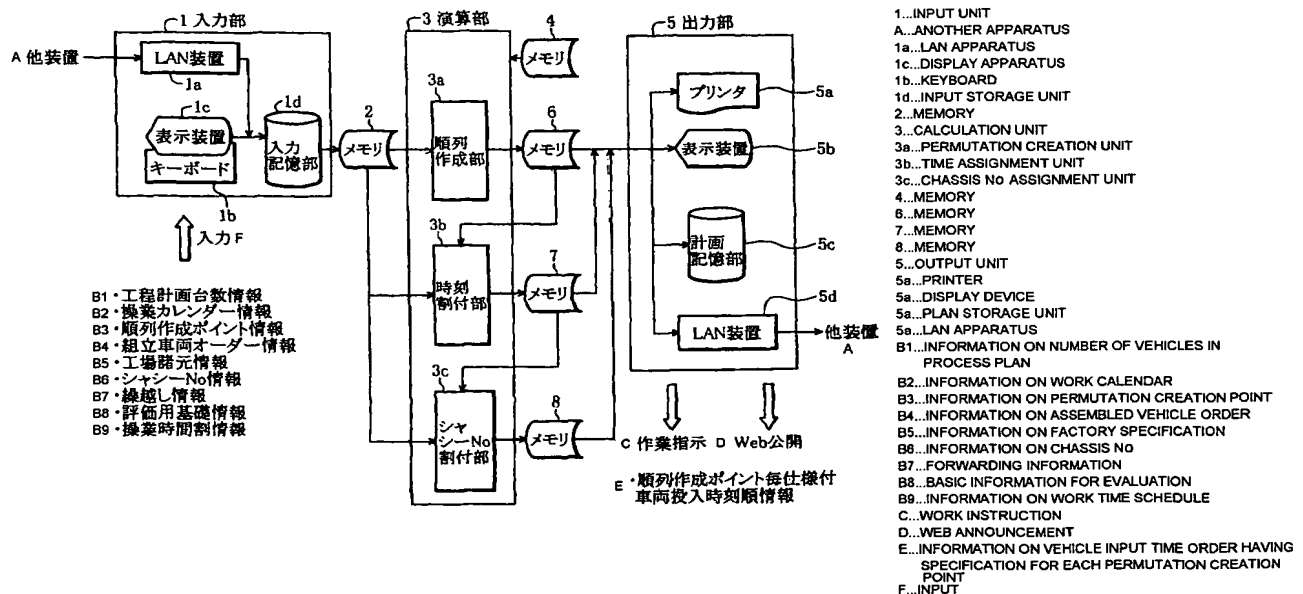 1 入力部
A 他装置
LAN装置
1a
1c
表示装置
キーボード
1b
1d
入力
記憶部
入力 F
B1・工程計画台数情報
B2・操業カレンダー情報
B3・順列作成ポイント情報
B4・組立車両オーダー情報
B5・工場諸元情報
B6・シャシーNo情報
B7・繰越し情報
B8・評価用基礎情報
B9・操業時間割情報
2
メモリ
3 演算部
3a
順列
作成部
3b
時刻
割付部
3c
シャ
シーNo
割付部
4
メモリ
6
メモリ
7
メモリ
8
メモリ
5 出力部
プリンタ
5a
表示装置
5b
計画
記憶部
5c
5d
LAN装置
他装置
A
C 作業指示 D Web公開
E ・順列作成ポイント毎仕様付
車両投入時刻順情報
1...INPUT UNIT
A...ANOTHER APPARATUS
1a...LAN APPARATUS
1c...DISPLAY APPARATUS
1b...KEYBOARD
1d...INPUT STORAGE UNIT
2...MEMORY
3...CALCULATION UNIT
3a...PERMUTATION CREATION UNIT
3b...TIME ASSIGNMENT UNIT
3c...CHASSIS No ASSIGNMENT UNIT
4...MEMORY
6...MEMORY
7...MEMORY
8...MEMORY
5...OUTPUT UNIT
5a...PRINTER
5a...DISPLAY DEVICE
5a...PLAN STORAGE UNIT
5a...LAN APPARATUS
B1...INFORMATION ON NUMBER OF VEHICLES IN
PROCESS PLAN
B2...INFORMATION ON WORK CALENDAR
B3...INFORMATION ON PERMUTATION CREATION POINT
B4...INFORMATION ON ASSEMBLED VEHICLE ORDER
B5...INFORMATION ON FACTORY SPECIFICATION
B6...INFORMATION ON CHASSIS No
B7...FORWARDING INFORMATION
B8...BASIC INFORMATION FOR EVALUATION
B9...INFORMATION ON WORK TIME SCHEDULE
C...WORK INSTRUCTION
D...WEB ANNOUNCEMENT
E...INFORMATION ON VEHICLE INPUT TIME ORDER HAVING
SPECIFICATION FOR EACH PERMUTATION CREATION
POINT
F...INPUT